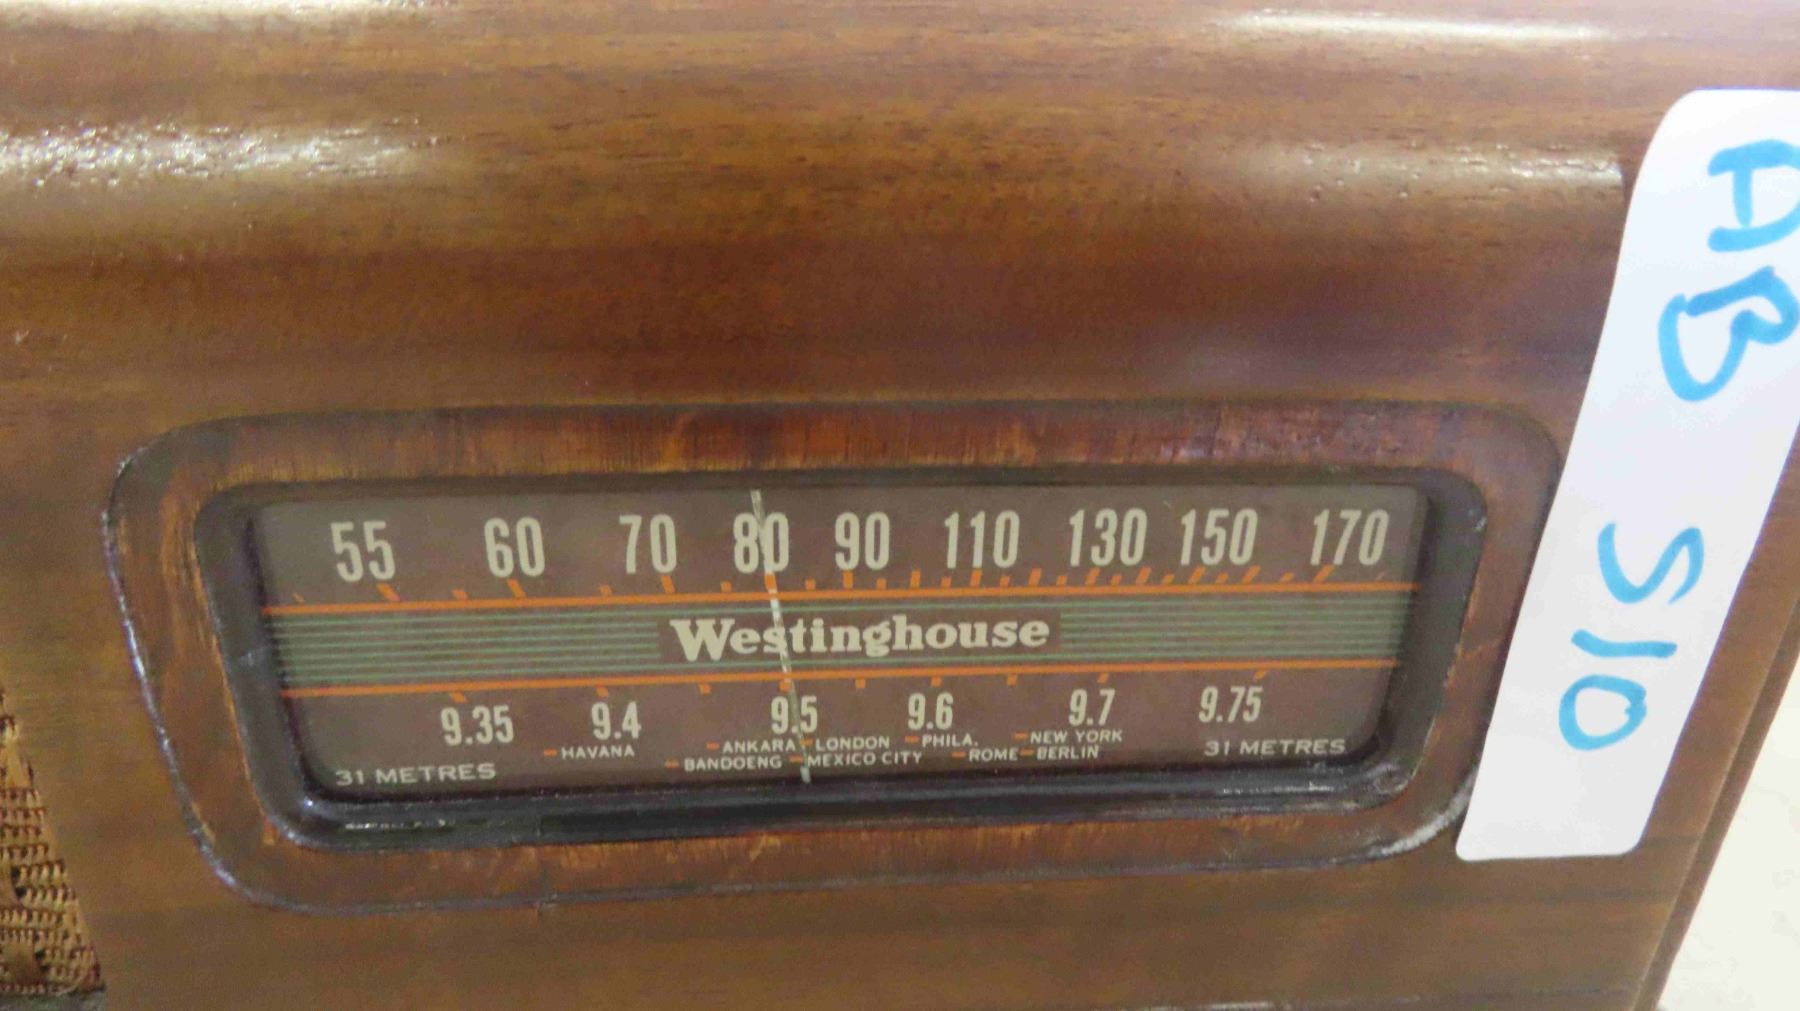 55 60 70 80 90 110 130 150 170
Westinghouse
9.35 9.4 9.5 9.6 9.7 9.75
HAVANA ANKARA LONDON PHILA. NEW YORK
BANDOENG MEXICO CITY ROME BERLIN
31 METRES 31 METRES
AB S10